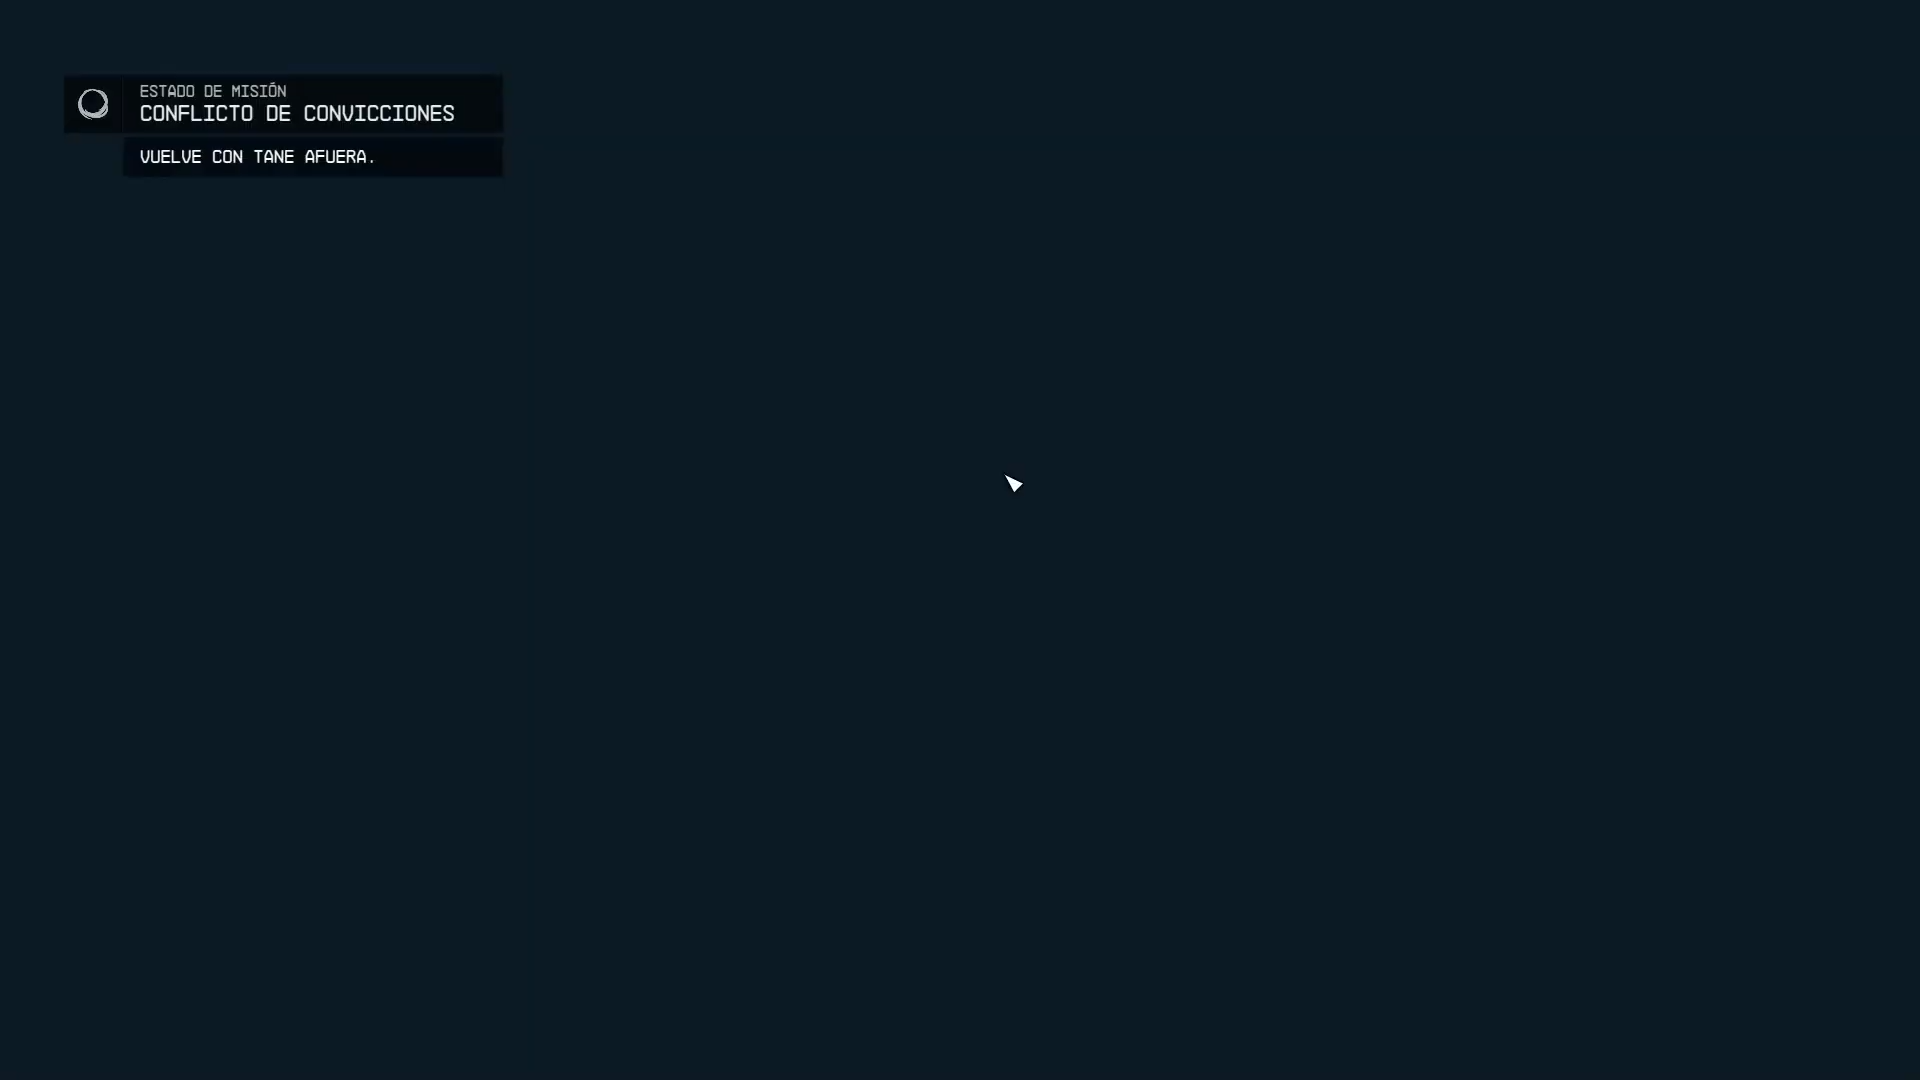 ESTADO DE MISIÓN
CONFLICTO DE CONVICCIONES
VUELVE CON TANE AFUERA.